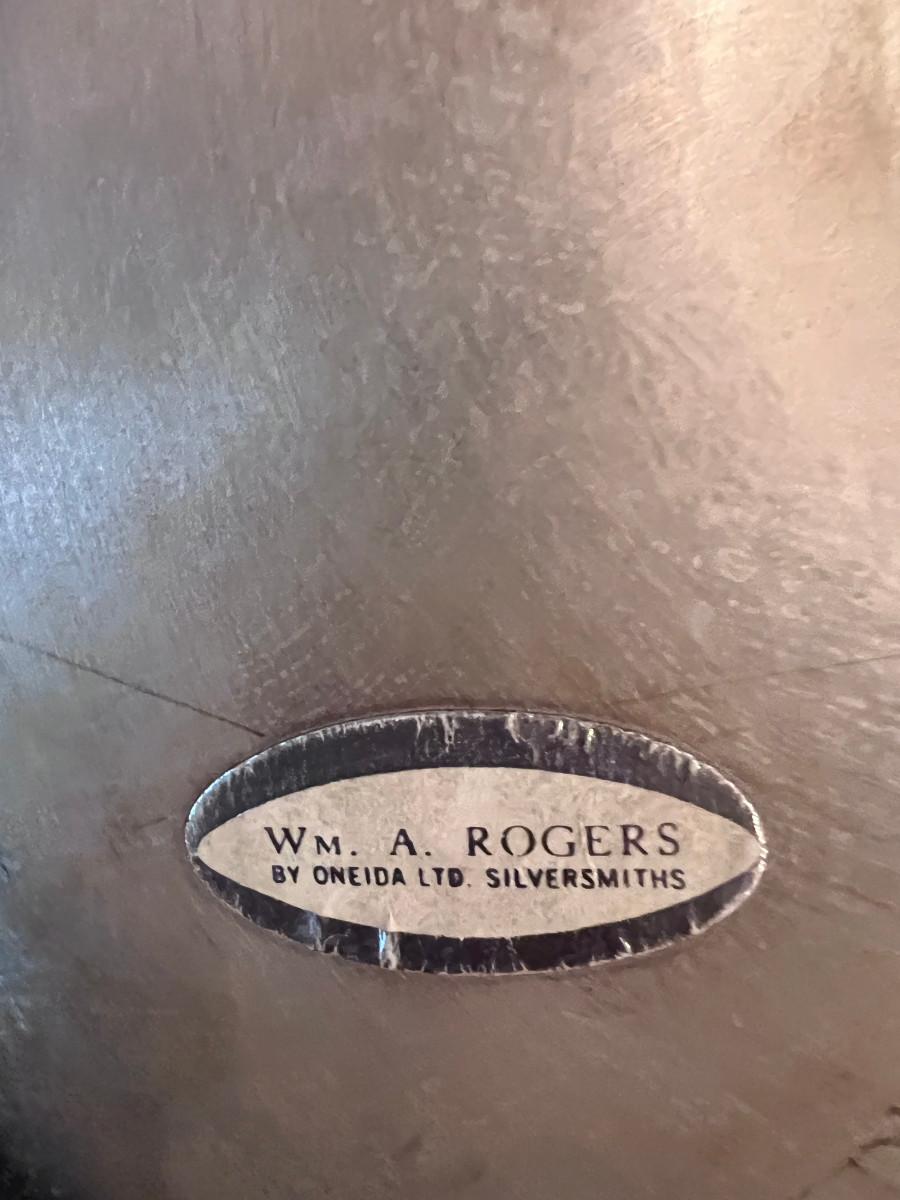 WM. A. ROGERS
BY ONEIDA LTD. SILVERSMITHS